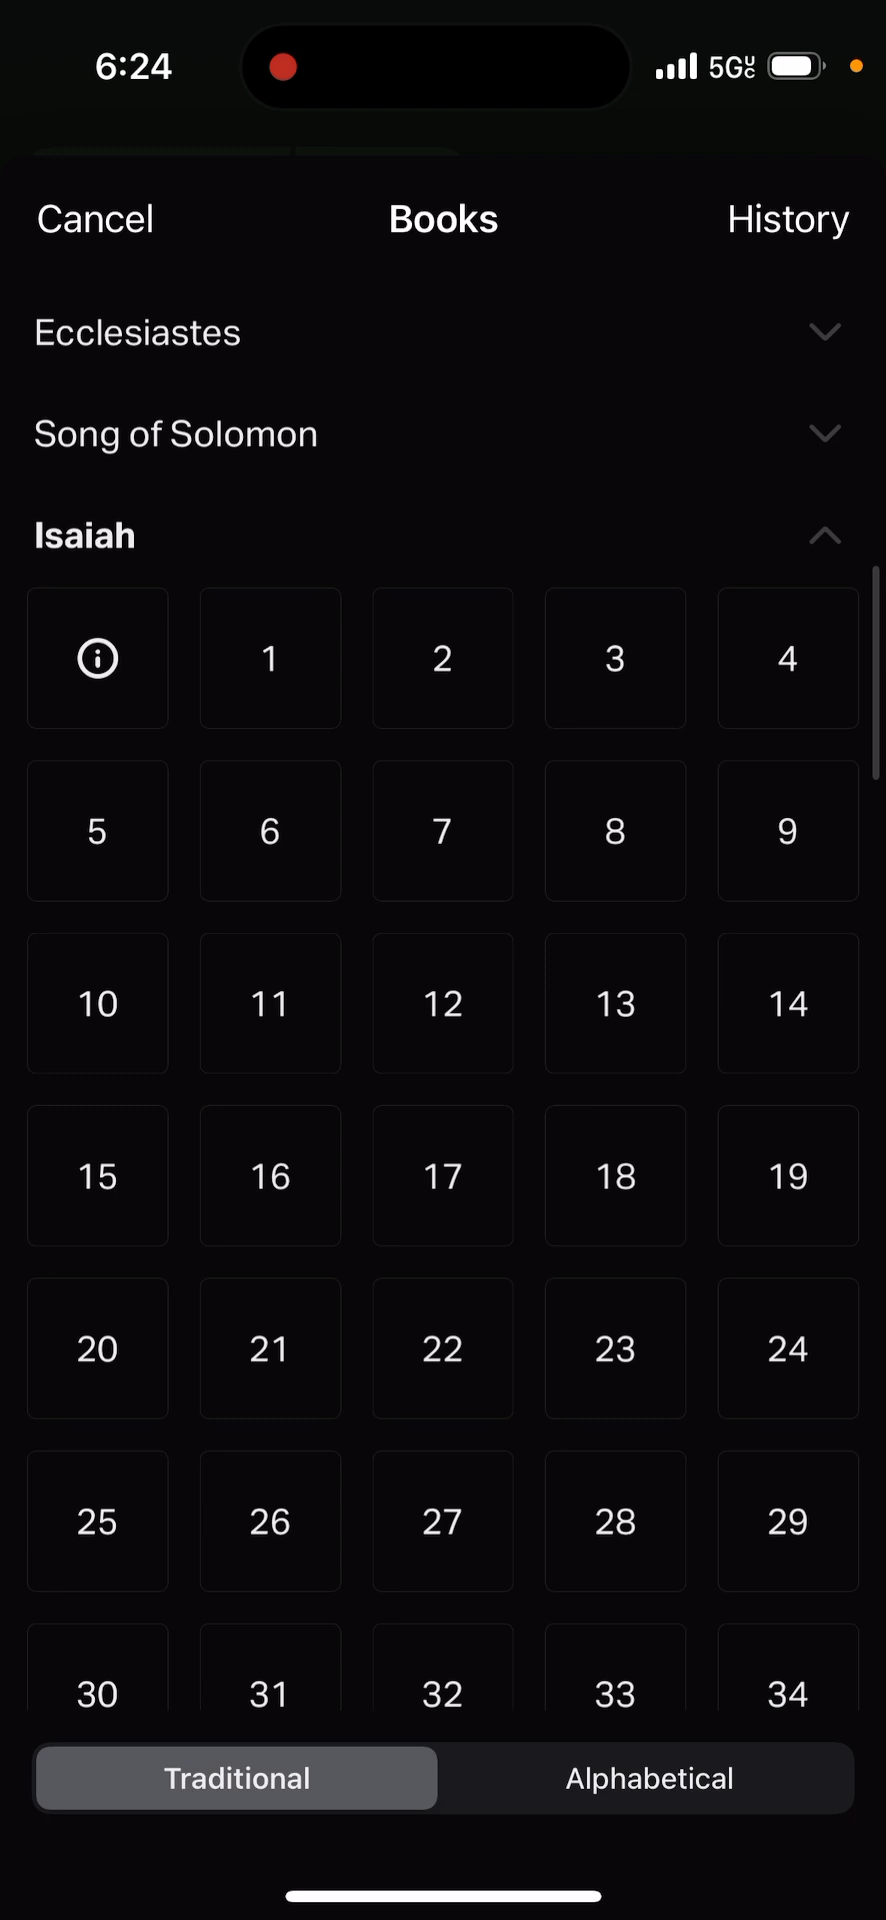 6:24 5GUC
Cancel Books History
Ecclesiastes
Song of Solomon
Isaiah
1 2 3 4
5 6 7 8 9
10 11 12 13 14
15 16 17 18 19
20 21 22 23 24
25 26 27 28 29
30 31 32 33 34
Traditional Alphabetical